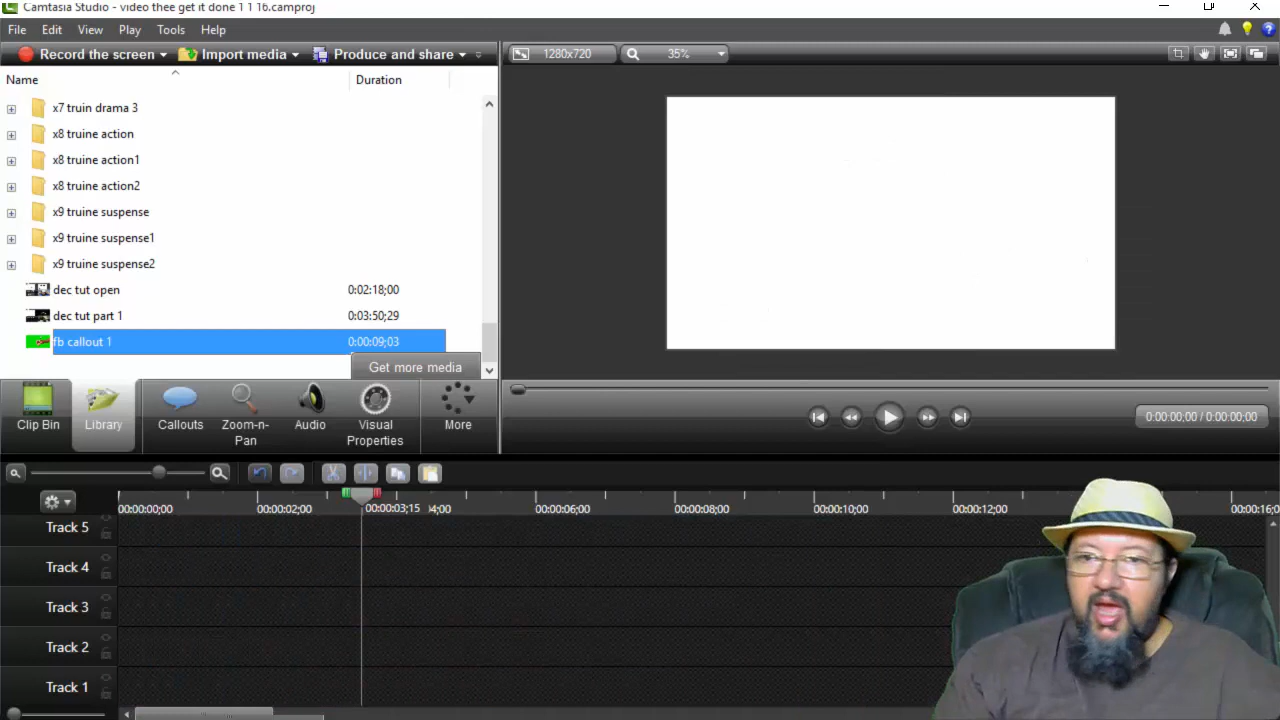 Camtasia Studio - video thee get it done 1 1 16.camproj
File Edit View Play Tools Help
Record the screen Import media Produce and share
1280x720 35%
Name Duration
x7 truin drama 3
x8 truine action
x8 truine action1
x8 truine action2
x9 truine suspense
x9 truine suspense1
x9 truine suspense2
dec tut open 0:02:18;00
dec tut part 1 0:03:50;29
fb callout 1 0:00:09;03
Get more media
Clip Bin Library Callouts Zoom-n-Pan Audio Visual Properties More
0:00:00;00 / 0:00:00;00
00:00:00;00 00:00:02;00 00:00:03;15 4;00 00:00:06;00 00:00:08;00 00:00:10;00 00:00:12;00 00:00:16;0
Track 5
Track 4
Track 3
Track 2
Track 1